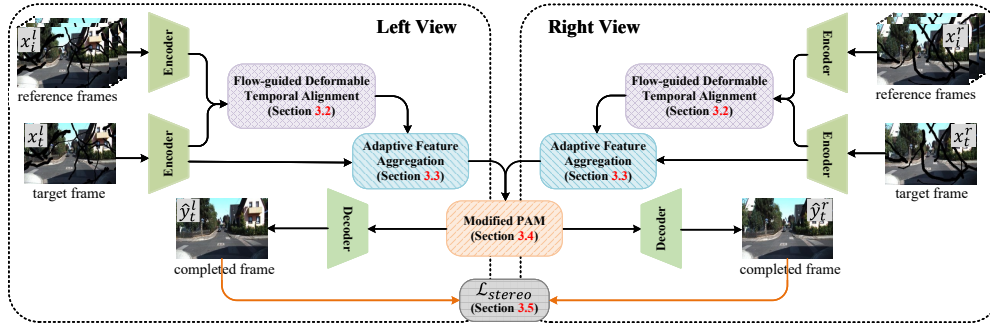 Left View
Right View
x_i^l
reference frames
Encoder
Flow-guided Deformable
Temporal Alignment
(Section 3.2)
x_t^l
target frame
Encoder
Adaptive Feature
Aggregation
(Section 3.3)
x_i^r
reference frames
Encoder
Flow-guided Deformable
Temporal Alignment
(Section 3.2)
x_t^r
target frame
Encoder
Adaptive Feature
Aggregation
(Section 3.3)
Modified PAM
(Section 3.4)
Decoder
ŷ_t^l
completed frame
Decoder
ŷ_t^r
completed frame
ℒ_stereo
(Section 3.5)